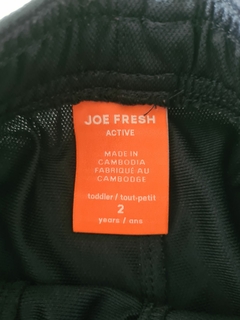 JOE FRESH
ACTIVE
MADE IN
CAMBODIA
FABRIQUÉ AU
CAMBODGE
toddler / tout-petit
2
years / ans